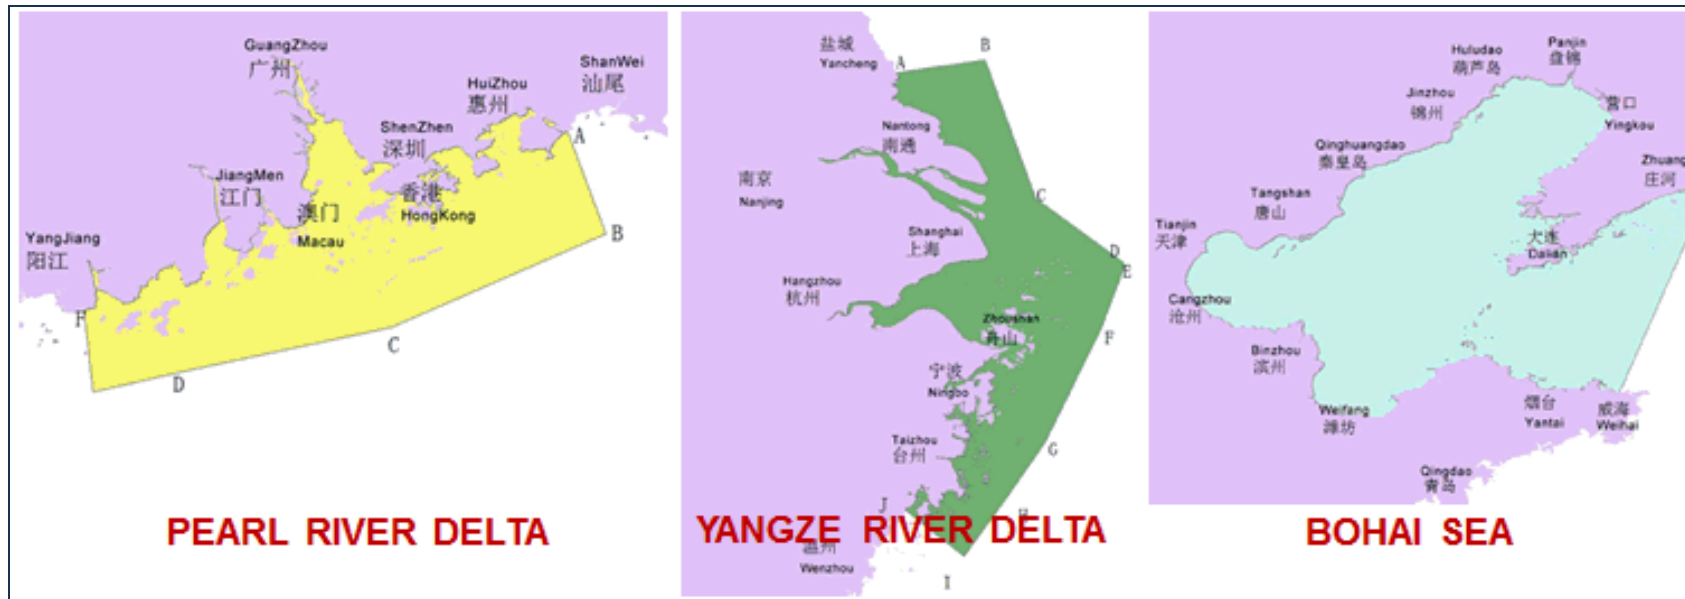 GuangZhou
广州
ShanWei
汕尾
HuiZhou
惠州
ShenZhen
深圳
A
JiangMen
江门
香港
HongKong
澳门
Macau
B
YangJiang
阳江
F
C
D
PEARL RIVER DELTA
盐城
Yancheng
A
B
Nantong
南通
南京
Nanjing
C
Shanghai
上海
D
E
Hangzhou
杭州
Zhoushan
舟山
F
宁波
Ningbo
Taizhou
台州
G
J
H
YANGZE RIVER DELTA
温州
Wenzhou
I
Huludao
葫芦岛
Panjin
盘锦
Jinzhou
锦州
营口
Yingkou
Qinghuangdao
秦皇岛
Zhuang
庄河
Tangshan
唐山
Tianjin
天津
大连
Dalian
Cangzhou
沧州
Binzhou
滨州
Weifang
潍坊
烟台
Yantai
威海
Weihai
Qingdao
青岛
BOHAI SEA